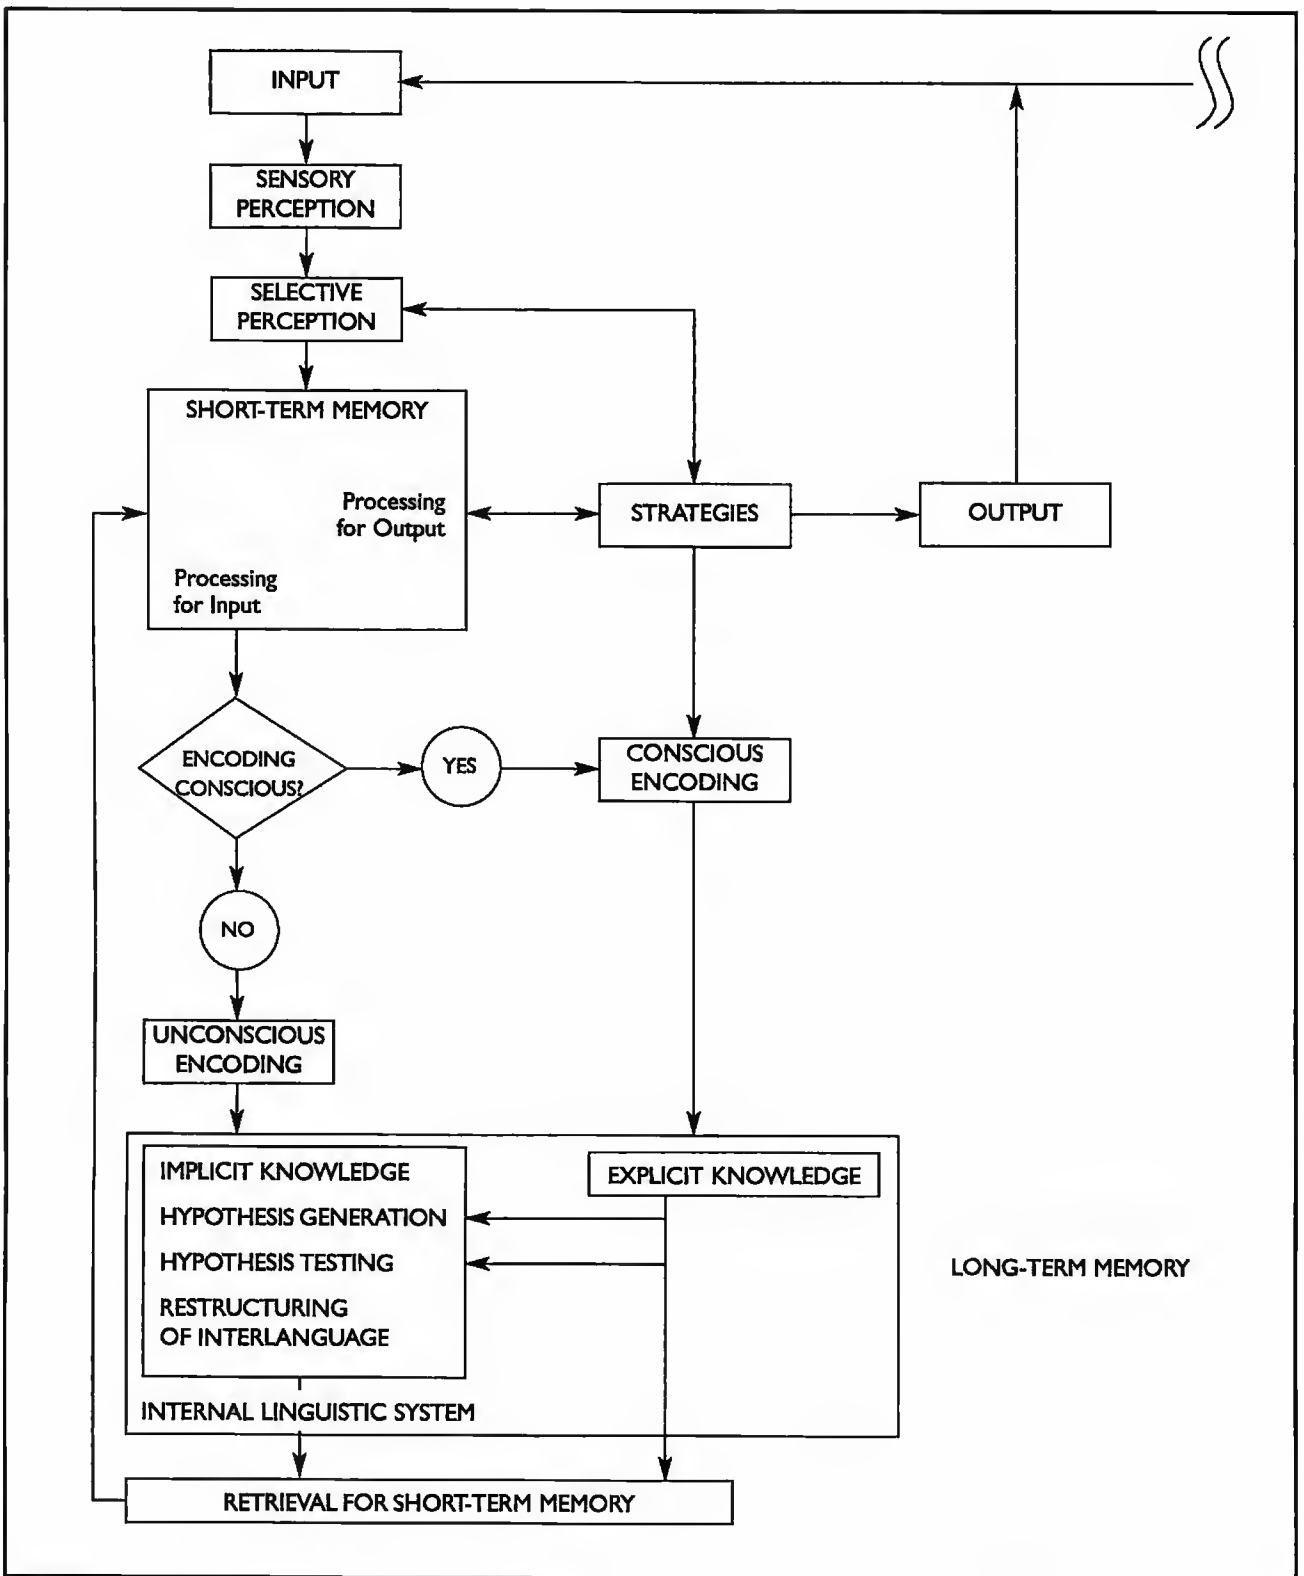 INPUT
SENSORY
PERCEPTION
SELECTIVE
PERCEPTION
SHORT-TERM MEMORY
Processing
for Output
STRATEGIES
OUTPUT
Processing
for Input
ENCODING
CONSCIOUS?
YES
CONSCIOUS
ENCODING
NO
UNCONSCIOUS
ENCODING
IMPLICIT KNOWLEDGE
EXPLICIT KNOWLEDGE
HYPOTHESIS GENERATION
HYPOTHESIS TESTING
LONG-TERM MEMORY
RESTRUCTURING
OF INTERLANGUAGE
INTERNAL LINGUISTIC SYSTEM
RETRIEVAL FOR SHORT-TERM MEMORY